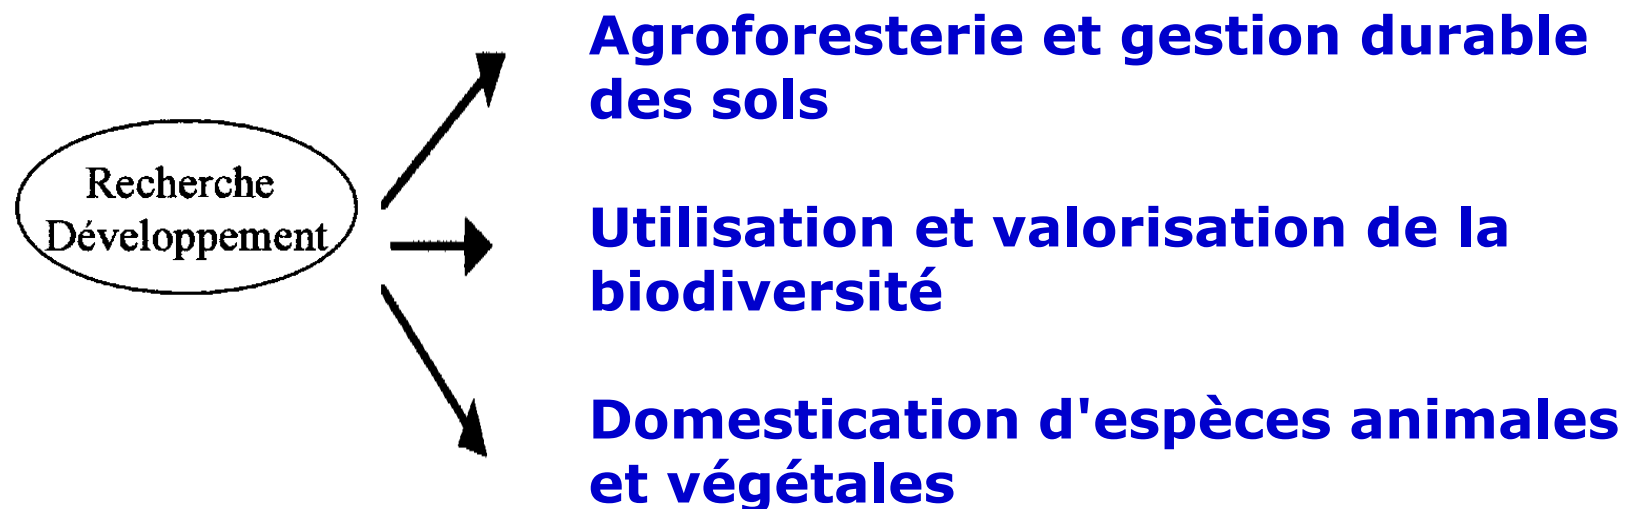 Agroforesterie et gestion durable
des sols
Recherche
Développement
Utilisation et valorisation de la
biodiversité
Domestication d'espèces animales
et végétales